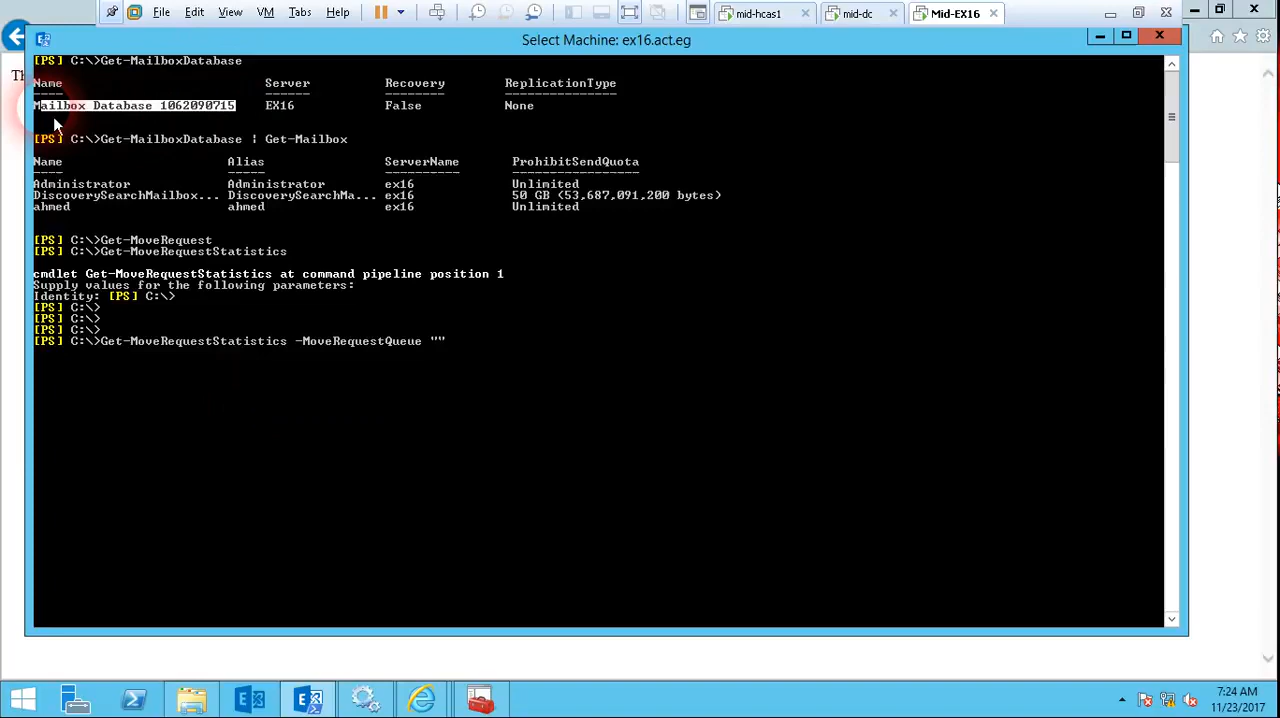 File Edit View VM Tabs Help mid-hcas1 mid-dc Mid-EX16
Select Machine: ex16.act.eg
Th
[PS] C:\>Get-MailboxDatabase
Name Server Recovery ReplicationType
---- ------ -------- ---------------
Mailbox Database 1062090715 EX16 False None
[PS] C:\>Get-MailboxDatabase | Get-Mailbox
Name Alias ServerName ProhibitSendQuota
---- ----- ---------- -----------------
Administrator Administrator ex16 Unlimited
DiscoverySearchMailbox... DiscoverySearchMa... ex16 50 GB (53,687,091,200 bytes)
ahmed ahmed ex16 Unlimited
[PS] C:\>Get-MoveRequest
[PS] C:\>Get-MoveRequestStatistics
cmdlet Get-MoveRequestStatistics at command pipeline position 1
Supply values for the following parameters:
Identity: [PS] C:\>
[PS] C:\>
[PS] C:\>
[PS] C:\>
[PS] C:\>Get-MoveRequestStatistics -MoveRequestQueue ""
7:24 AM
11/23/2017